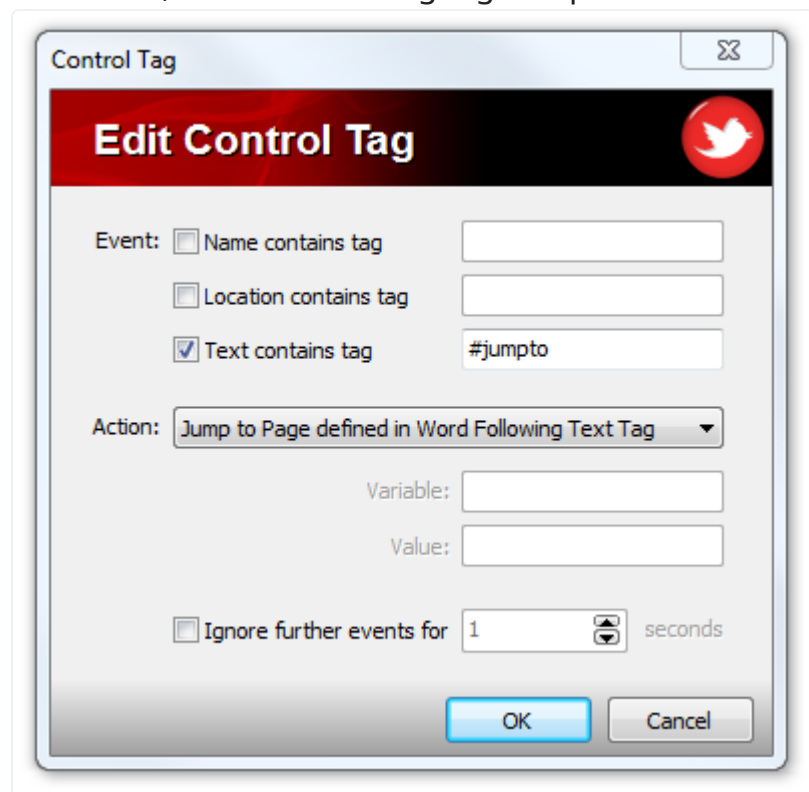 Control Tag
Edit Control Tag
Event: Name contains tag
Location contains tag
Text contains tag #jumpto
Action: Jump to Page defined in Word Following Text Tag
Variable:
Value:
Ignore further events for 1 seconds
OK Cancel